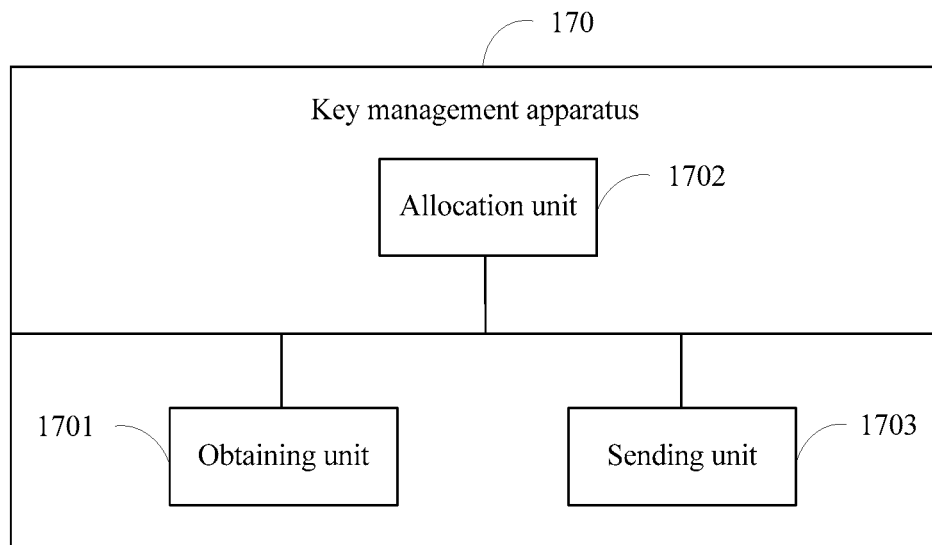 170
Key management apparatus
1702
Allocation unit
1701
Obtaining unit
1703
Sending unit